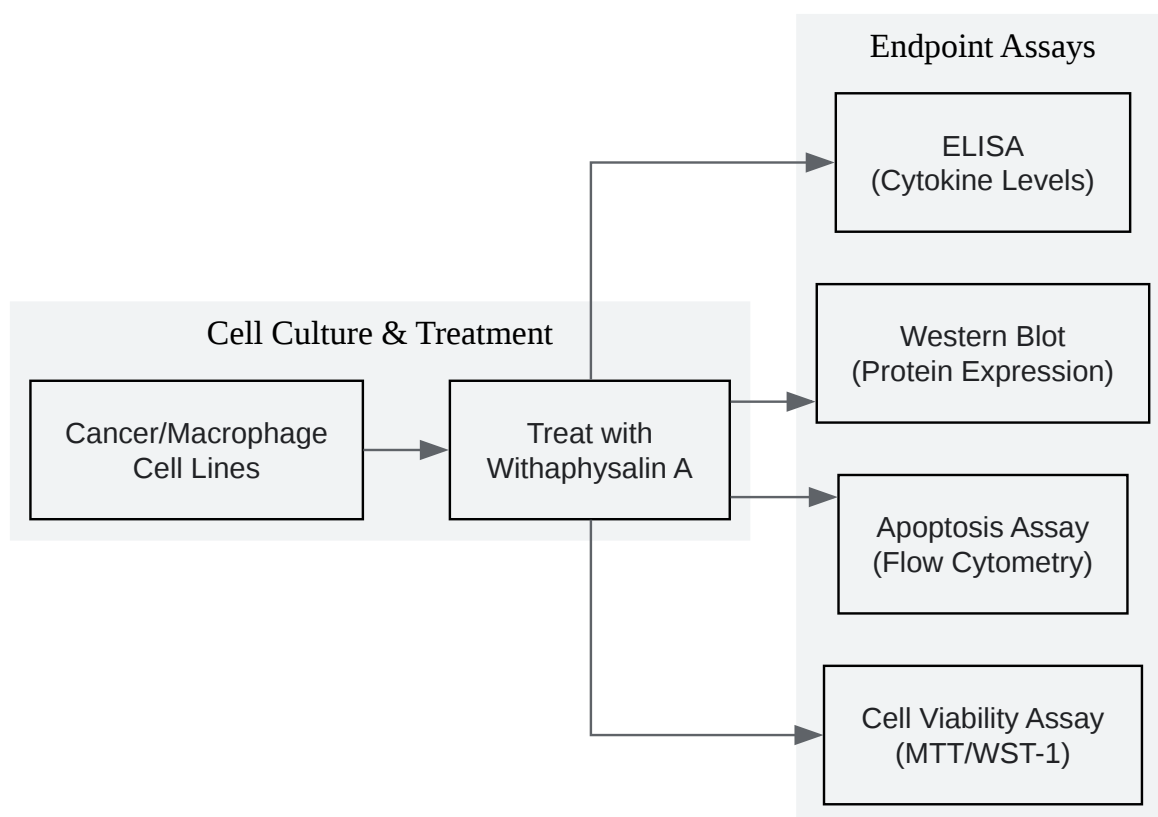 Endpoint Assays
ELISA
(Cytokine Levels)
Western Blot
(Protein Expression)
Cell Culture & Treatment
Cancer/Macrophage
Cell Lines
Treat with
Withaphysalin A
Apoptosis Assay
(Flow Cytometry)
Cell Viability Assay
(MTT/WST-1)